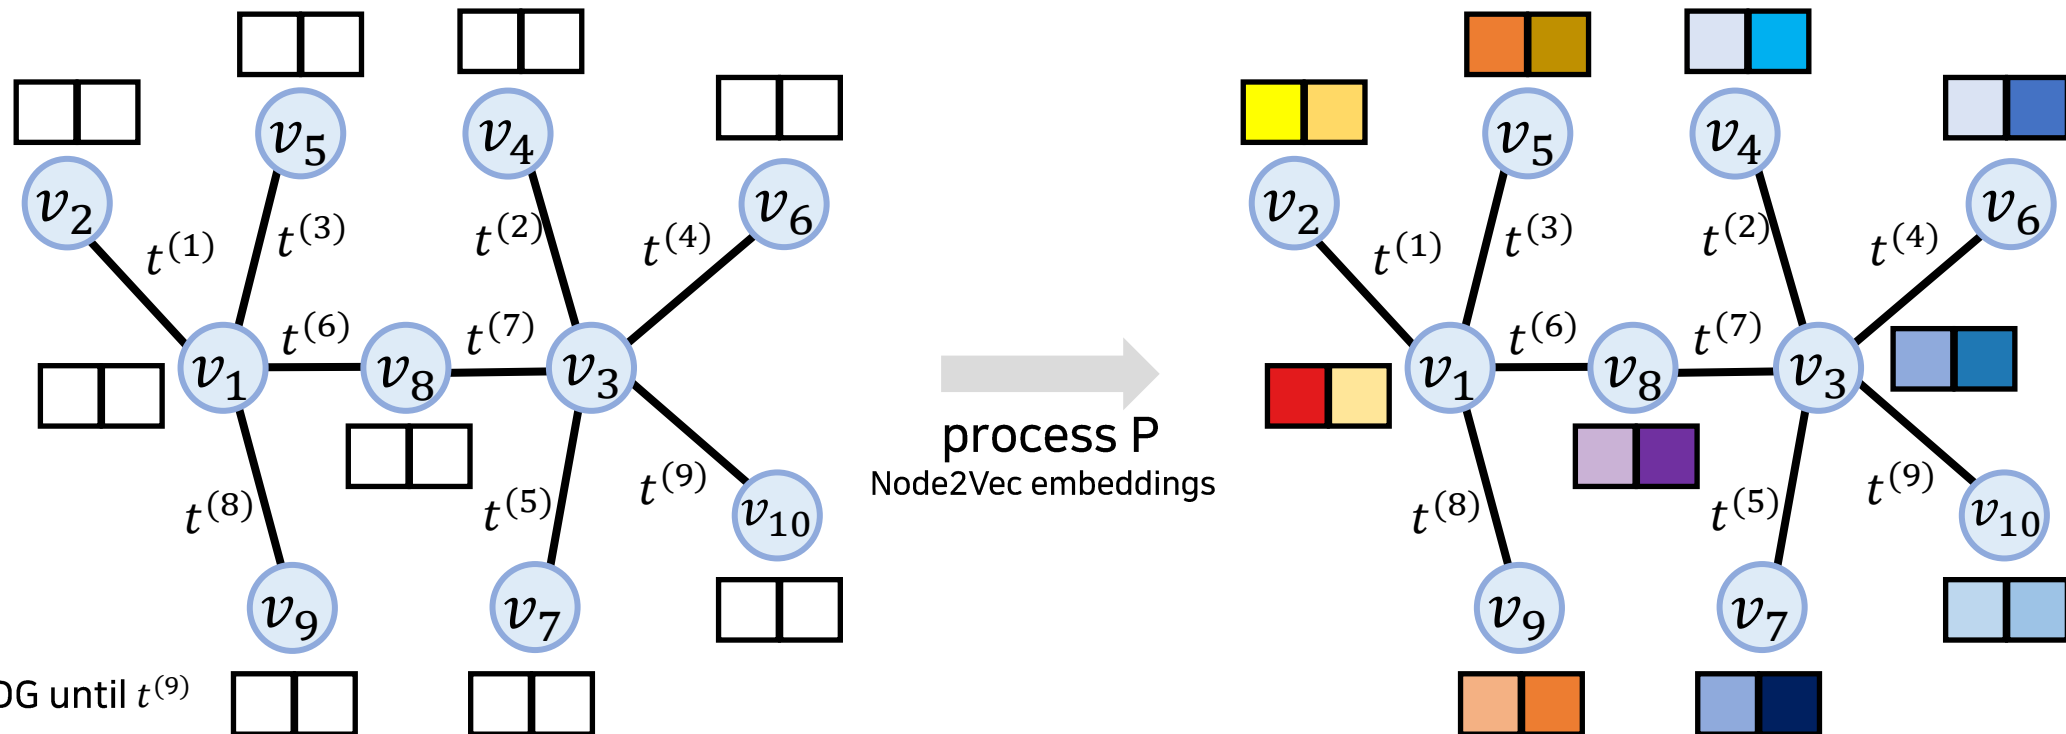 v5
v4
v2
v6
t(1)
t(3)
t(2)
t(4)
v1
t(6)
v8
t(7)
v3
t(8)
t(5)
t(9)
v10
v9
v7
until t(9)
process P
Node2Vec embeddings
v5
v4
v2
v6
t(1)
t(3)
t(2)
t(4)
v1
t(6)
v8
t(7)
v3
t(8)
t(5)
t(9)
v10
v9
v7